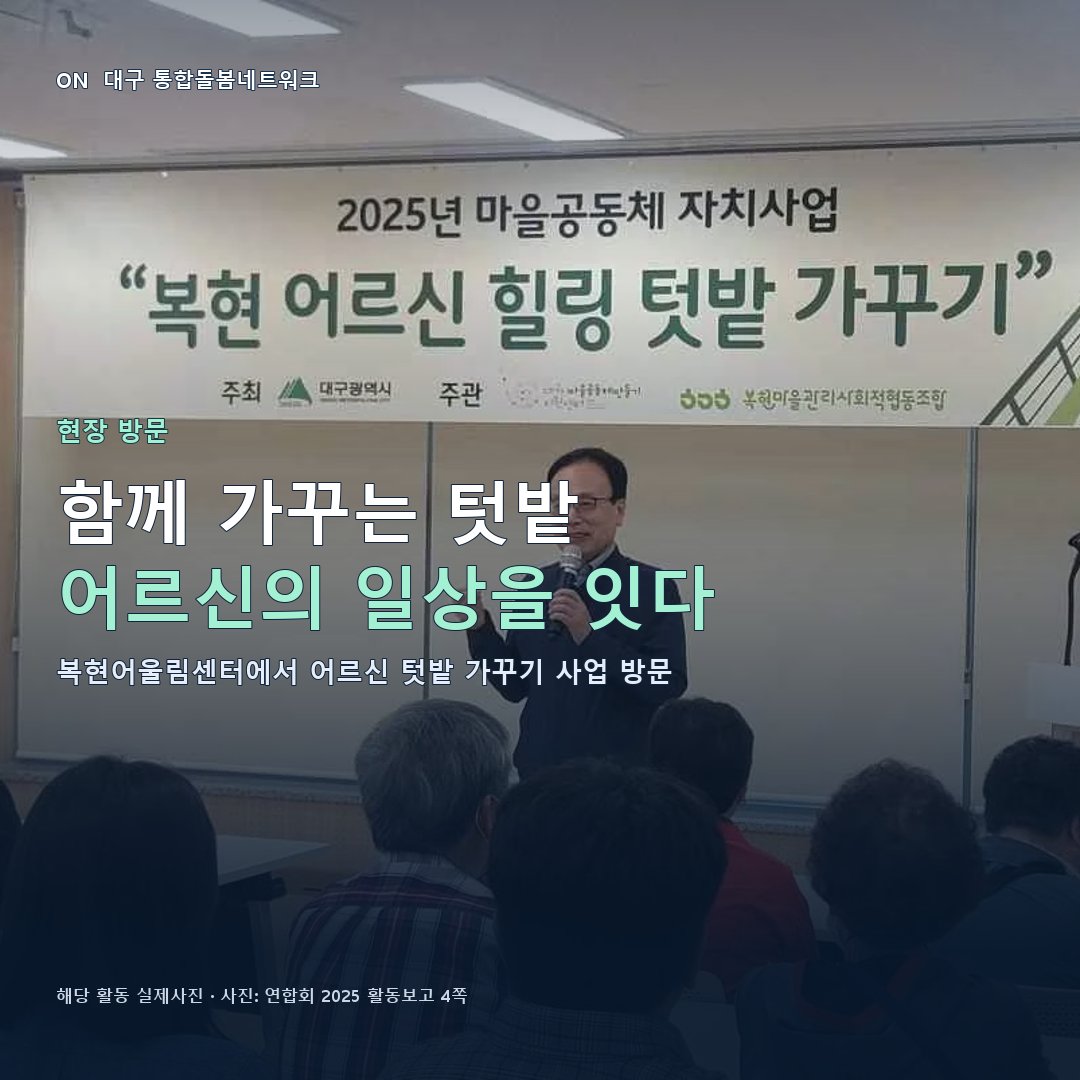 ON 대구 통합돌봄네트워크
2025년 마을공동체 자치사업
“복현 어르신 힐링 텃밭 가꾸기”
주최 대구광역시 주관 복현마을관리사회적협동조합
현장 방문
함께 가꾸는 텃밭
어르신의 일상을 잇다
복현어울림센터에서 어르신 텃밭 가꾸기 사업 방문
해당 활동 실제사진 · 사진: 연합회 2025 활동보고 4쪽